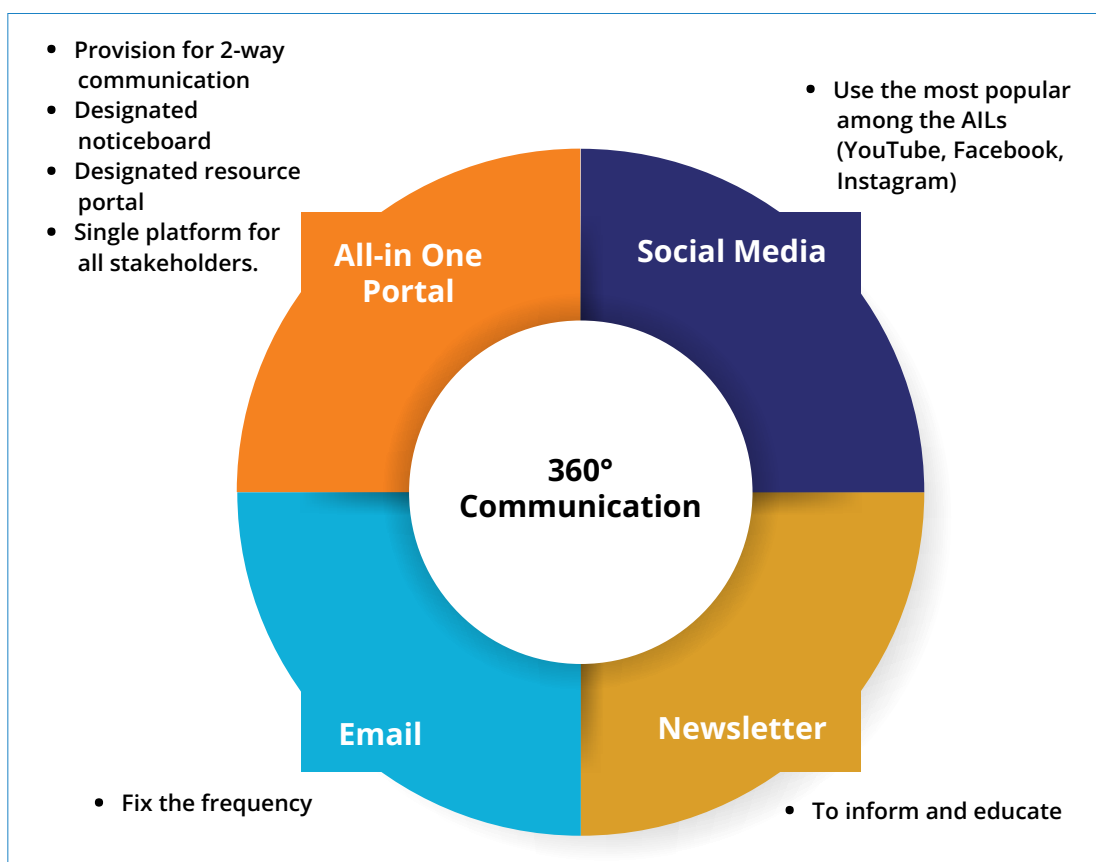 • Provision for 2-way
communication
• Designated
noticeboard
• Designated resource
portal
• Single platform for
all stakeholders.
• Use the most popular
among the AILs
(YouTube, Facebook,
Instagram)
All-in One
Portal
Social Media
360°
Communication
Email
Newsletter
• Fix the frequency
• To inform and educate